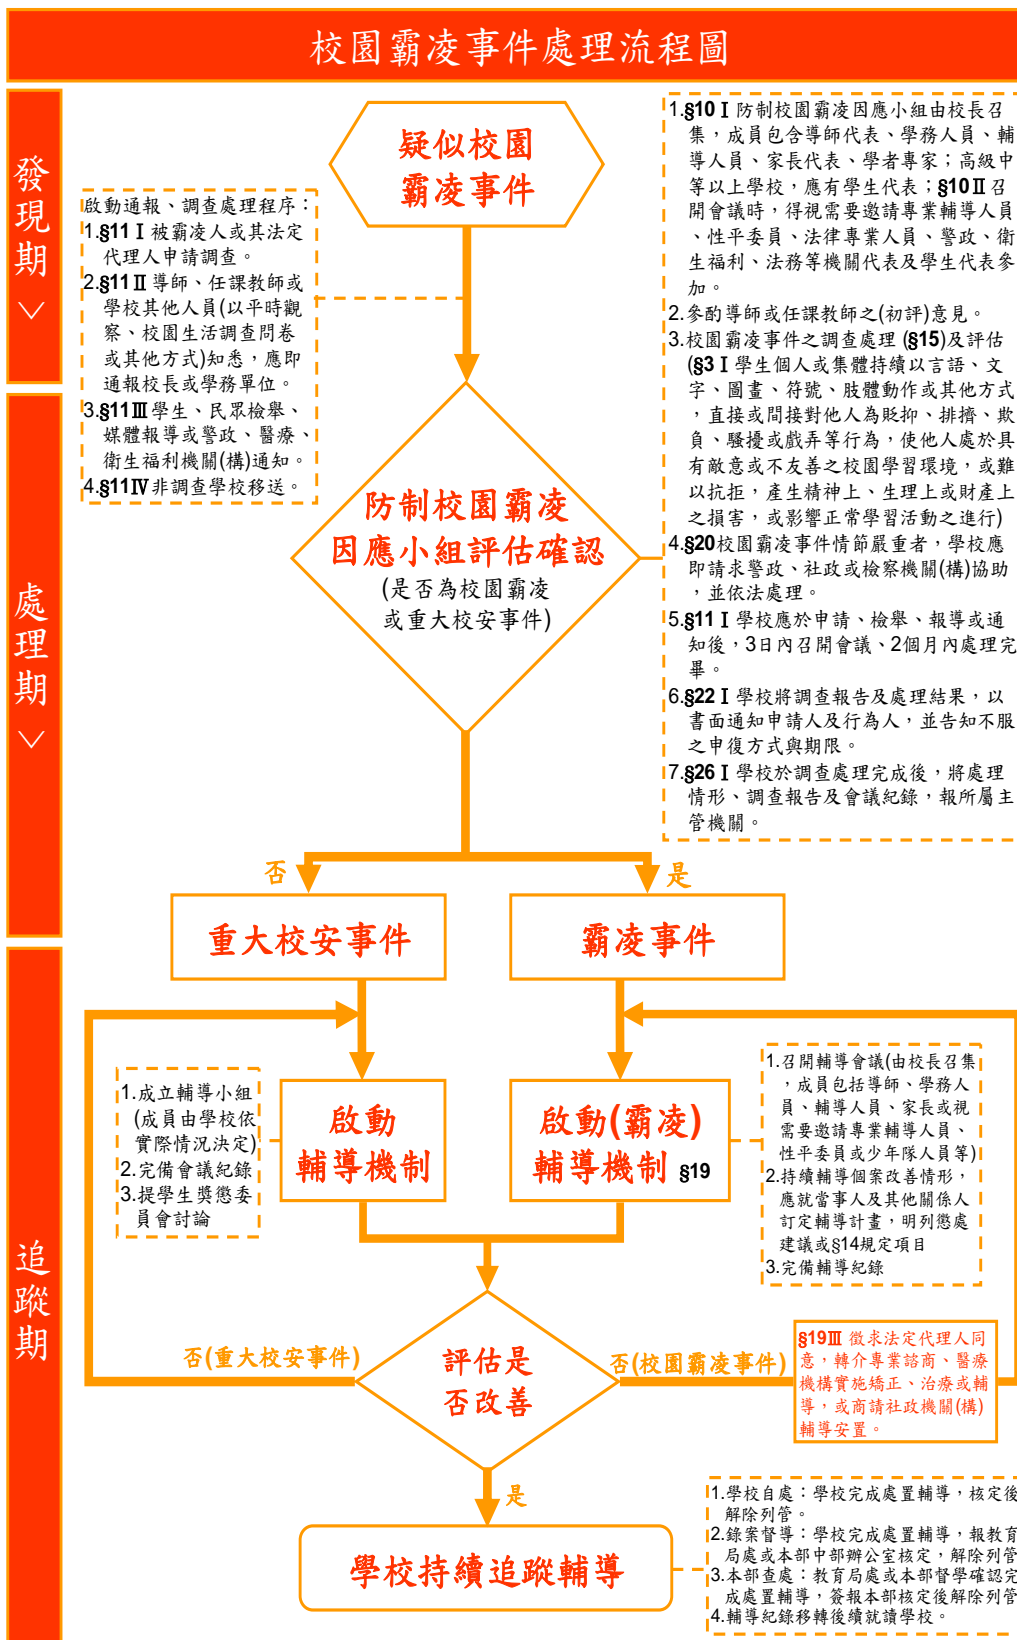 校園霸凌事件處理流程圖
發現期
疑似校園
霸凌事件
啟動通報、調查處理程序：
1.§11 I 被霸凌人或其法定
代理人申請調查。
2.§11 II 導師、任課教師或
學校其他人員(以平時觀
察、校園生活調查問卷
或其他方式)知悉，應即
通報校長或學務單位。
3.§11III 學生、民眾檢舉、
媒體報導或警政、醫療、
衛生福利機關(構)通知。
4.§11IV 非調查學校移送。
1.§10 I 防制校園霸凌因應小組由校長召
集，成員包含導師代表、學務人員、輔
導人員、家長代表、學者專家；高級中
等以上學校，應有學生代表；§10 II 召
開會議時，得視需要邀請專業輔導人員
、性平委員、法律專業人員、警政、衛
生福利、法務等機關代表及學生代表參
加。
2.參酌導師或任課教師之(初評)意見。
3.校園霸凌事件之調查處理 (§15)及評估
(§3 I 學生個人或集體持續以言語、文
字、圖畫、符號、肢體動作或其他方式
，直接或間接對他人為貶抑、排擠、欺
負、騷擾或戲弄等行為，使他人處於具
有敵意或不友善之校園學習環境，或難
以抗拒，產生精神上、生理上或財產上
之損害，或影響正常學習活動之進行)
4.§20校園霸凌事件情節嚴重者，學校應
即請求警政、社政或檢察機關(構)協助
，並依法處理。
5.§11 I 學校應於申請、檢舉、報導或通
知後，3日內召開會議、2個月內處理完
畢。
6.§22 I 學校將調查報告及處理結果，以
書面通知申請人及行為人，並告知不服
之申復方式與期限。
7.§26 I 學校於調查處理完成後，將處理
情形、調查報告及會議紀錄，報所屬主
管機關。
處理期
防制校園霸凌
因應小組評估確認
(是否為校園霸凌
或重大校安事件)
否
是
重大校安事件
霸凌事件
追蹤期
1.成立輔導小組
(成員由學校依
實際情況決定)
2.完備會議紀錄
3.提學生獎懲委
員會討論
啟動
輔導機制
啟動(霸凌)
輔導機制 §19
1.召開輔導會議(由校長召集
，成員包括導師、學務人
員、輔導人員、家長或視
需要邀請專業輔導人員、
性平委員或少年隊人員等)
2.持續輔導個案改善情形，
應就當事人及其他關係人
訂定輔導計畫，明列懲處
建議或§14規定項目
3.完備輔導紀錄
否(重大校安事件)
評估是
否改善
否(校園霸凌事件)
§19III 徵求法定代理人同
意，轉介專業諮商、醫療
機構實施矯正、治療或輔
導，或商請社政機關(構)
輔導安置。
是
學校持續追蹤輔導
1.學校自處：學校完成處置輔導，核定後
解除列管。
2.錄案督導：學校完成處置輔導，報教育
局處或本部中部辦公室核定，解除列管
3.本部查處：教育局處或本部督學確認完
成處置輔導，簽報本部核定後解除列管
4.輔導紀錄移轉後續就讀學校。